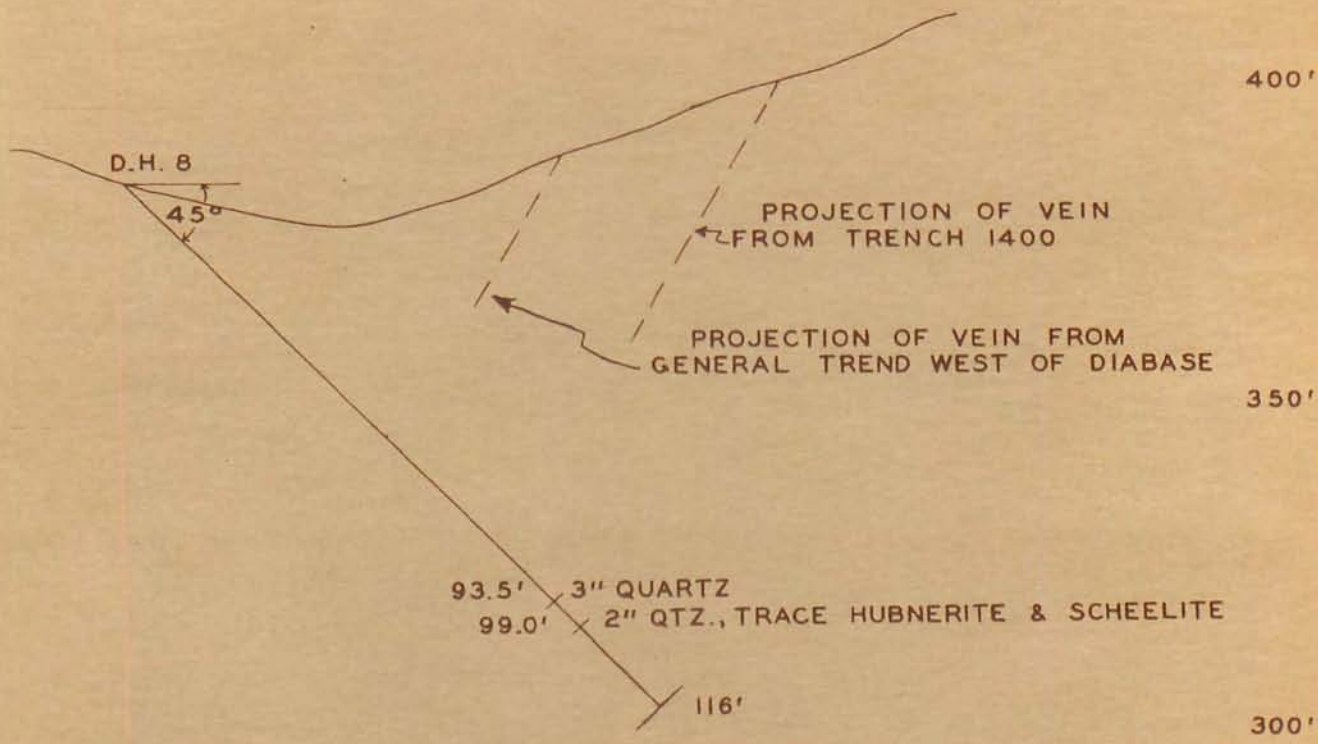 400'
D.H. 8
45°
PROJECTION OF VEIN
FROM TRENCH 1400
PROJECTION OF VEIN FROM
GENERAL TREND WEST OF DIABASE
350'
93.5' 3" QUARTZ
99.0' 2" QTZ., TRACE HUBNERITE & SCHEELITE
116'
300'